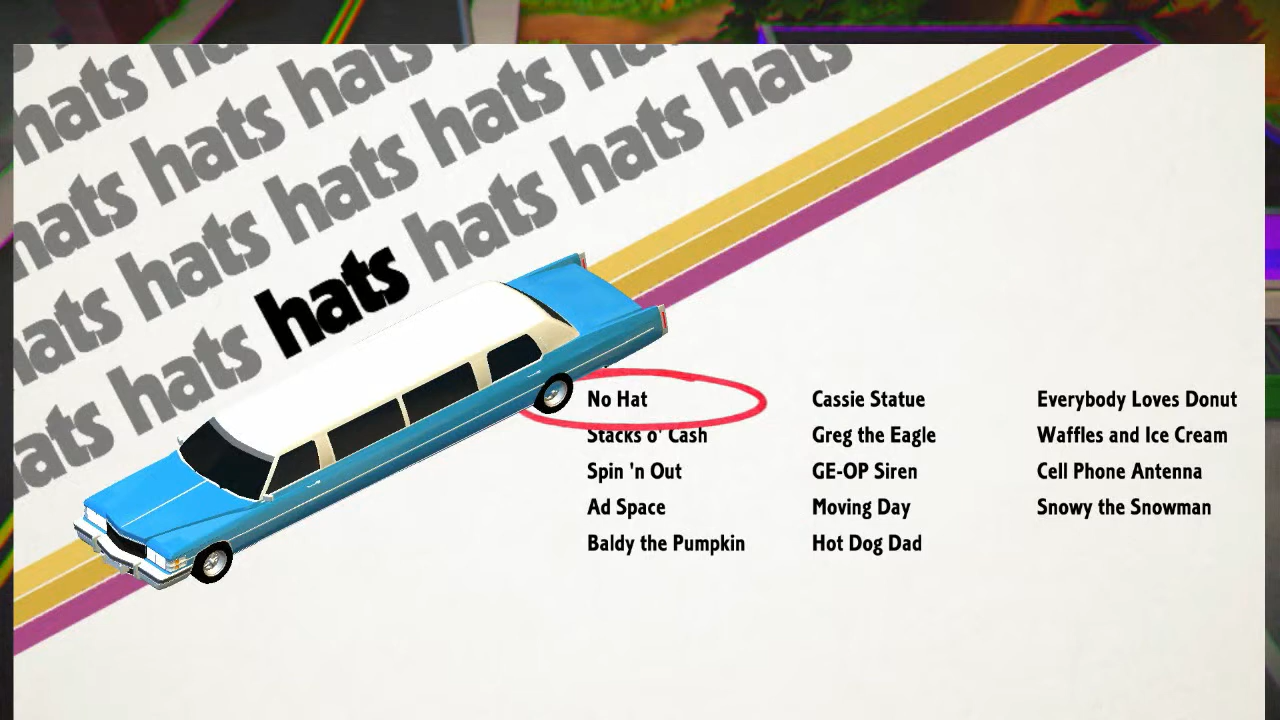 hats hats
hats hats hats
hats hats hats hats
hats hats hats hats hats
hats hats hats hats hats hats
No Hat
Stacks o' Cash
Spin 'n Out
Ad Space
Baldy the Pumpkin
Cassie Statue
Greg the Eagle
GE-OP Siren
Moving Day
Hot Dog Dad
Everybody Loves Donut
Waffles and Ice Cream
Cell Phone Antenna
Snowy the Snowman